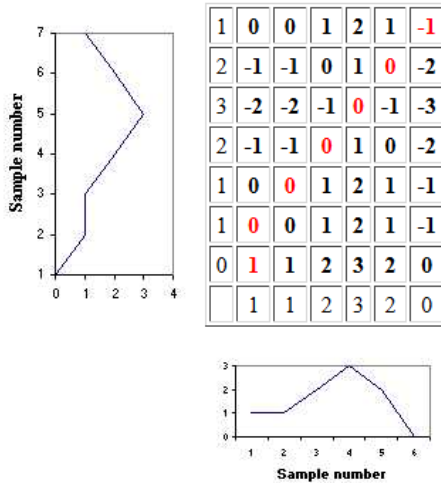 7
6
5
4
3
2
1
0 1 2 3 4
Sample number
1 0 0 1 2 1 -1
2 -1 -1 0 1 0 -2
3 -2 -2 -1 0 -1 -3
2 -1 -1 0 1 0 -2
1 0 0 1 2 1 -1
1 0 0 1 2 1 -1
0 1 1 2 3 2 0
1 1 2 3 2 0
3
2
1
0
1 2 3 4 5 6
Sample number